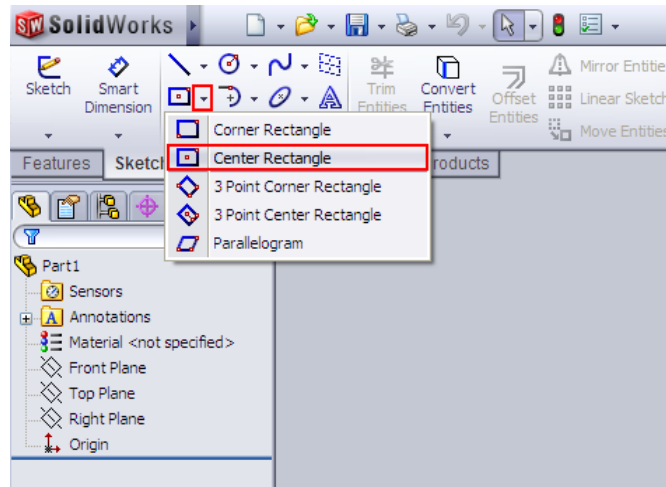 SW SolidWorks
Sketch
Smart Dimension
Trim Entities
Convert Entities
Offset Entities
Mirror Entitie
Linear Sketch
Move Entities
Corner Rectangle
Center Rectangle
3 Point Corner Rectangle
3 Point Center Rectangle
Parallelogram
Features
Sketc
roducts
Part1
Sensors
A Annotations
Material <not specified>
Front Plane
Top Plane
Right Plane
Origin